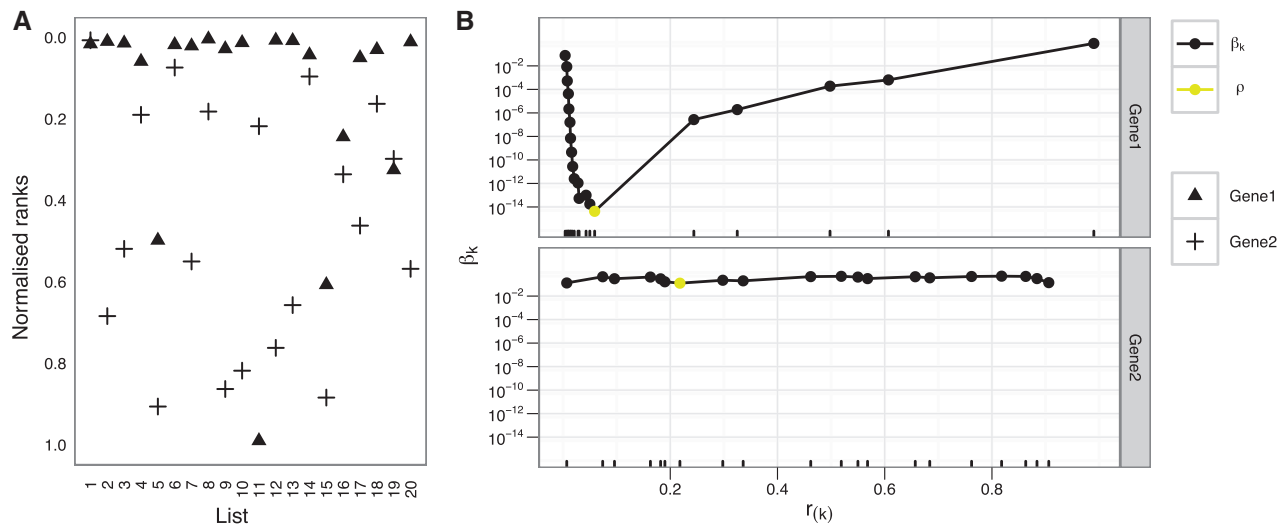 A
Normalised ranks
0.0
0.2
0.4
0.6
0.8
1.0
1 2 3 4 5 6 7 8 9 10 11 12 13 14 15 16 17 18 19 20
List
B
βk
10−2
10−4
10−6
10−8
10−10
10−12
10−14
Gene1
10−2
10−4
10−6
10−8
10−10
10−12
10−14
Gene2
0.2 0.4 0.6 0.8
r(k)
βk
ρ
Gene1
Gene2